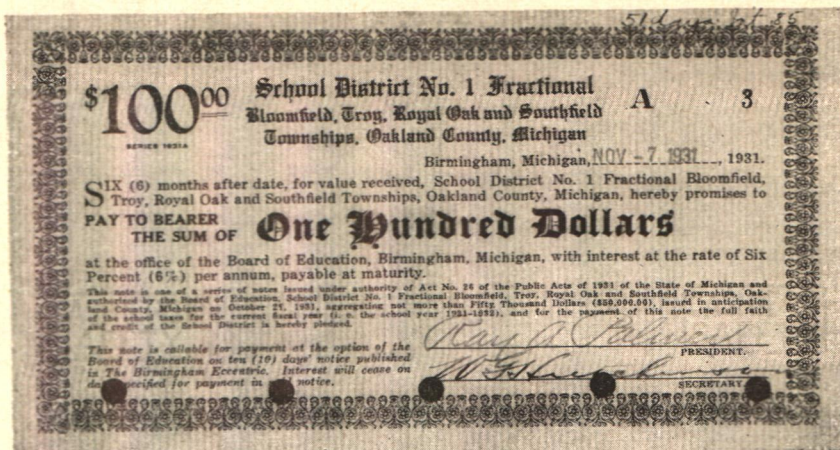 $100.00
SERIES 1931A
School District No. 1 Fractional
Bloomfield, Troy, Royal Oak and Southfield
Townships, Oakland County, Michigan
A 3
Birmingham, Michigan, NOV -7 1931, 1931.
SIX (6) months after date, for value received, School District No. 1 Fractional Bloomfield,
Troy, Royal Oak and Southfield Townships, Oakland County, Michigan, hereby promises to
PAY TO BEARER
THE SUM OF One Hundred Dollars
at the office of the Board of Education, Birmingham, Michigan, with interest at the rate of Six
Percent (6%) per annum, payable at maturity.
This note is one of a series of notes issued under authority of Act No. 26 of the Public Acts of 1931 of the State of Michigan and
authorized by the Board of Education, School District No. 1 Fractional Bloomfield, Troy, Royal Oak and Southfield Townships, Oak-
land County, Michigan on October 27, 1931, aggregating not more than Fifty Thousand Dollars ($50,000.00), issued in anticipation
of the school taxes for the current fiscal year (i. e. the school year 1931-1932), and for the payment of this note the full faith
and credit of the School District is hereby pledged.
This note is callable for payment at the option of the
Board of Education on ten (10) days' notice published
in The Birmingham Eccentric. Interest will cease on
specified for payment in notice.
Ray A Palmer
PRESIDENT.
SECRETARY.